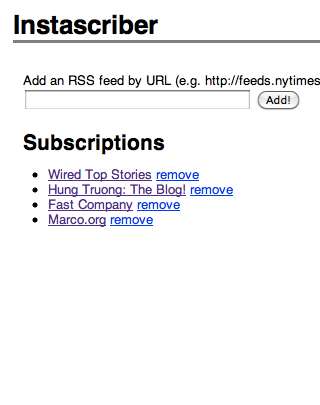 Instascriber
Add an RSS feed by URL (e.g. http://feeds.nytimes
Add!
Subscriptions
Wired Top Stories remove
Hung Truong: The Blog! remove
Fast Company remove
Marco.org remove